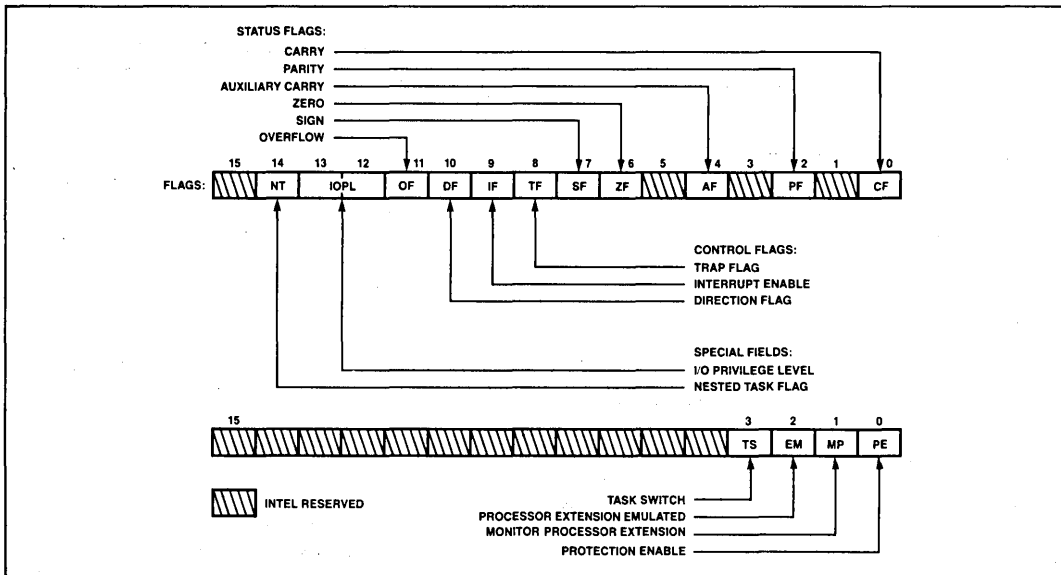 STATUS FLAGS:
CARRY
PARITY
AUXILIARY CARRY
ZERO
SIGN
OVERFLOW
15 14 13 12 11 10 9 8 7 6 5 4 3 2 1 0
FLAGS: NT IOPL OF DF IF TF SF ZF AF PF CF
CONTROL FLAGS:
TRAP FLAG
INTERRUPT ENABLE
DIRECTION FLAG
SPECIAL FIELDS:
I/O PRIVILEGE LEVEL
NESTED TASK FLAG
15 3 2 1 0
TS EM MP PE
INTEL RESERVED
TASK SWITCH
PROCESSOR EXTENSION EMULATED
MONITOR PROCESSOR EXTENSION
PROTECTION ENABLE